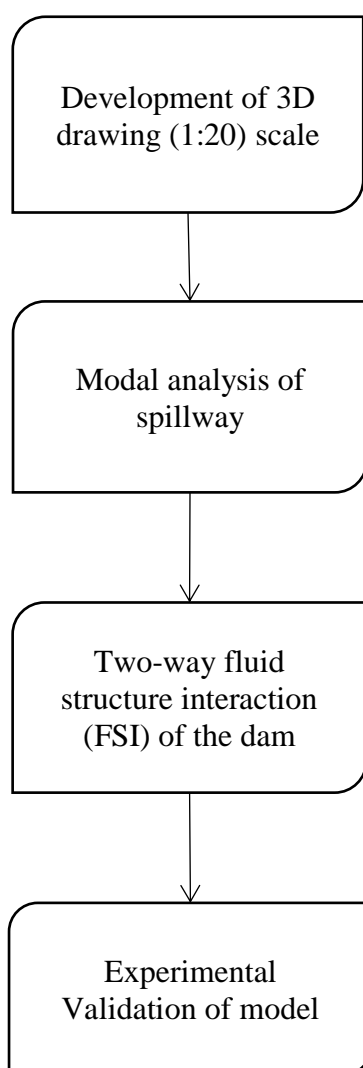 Development of 3D
drawing (1:20) scale
Modal analysis of
spillway
Two-way fluid
structure interaction
(FSI) of the dam
Experimental
Validation of model